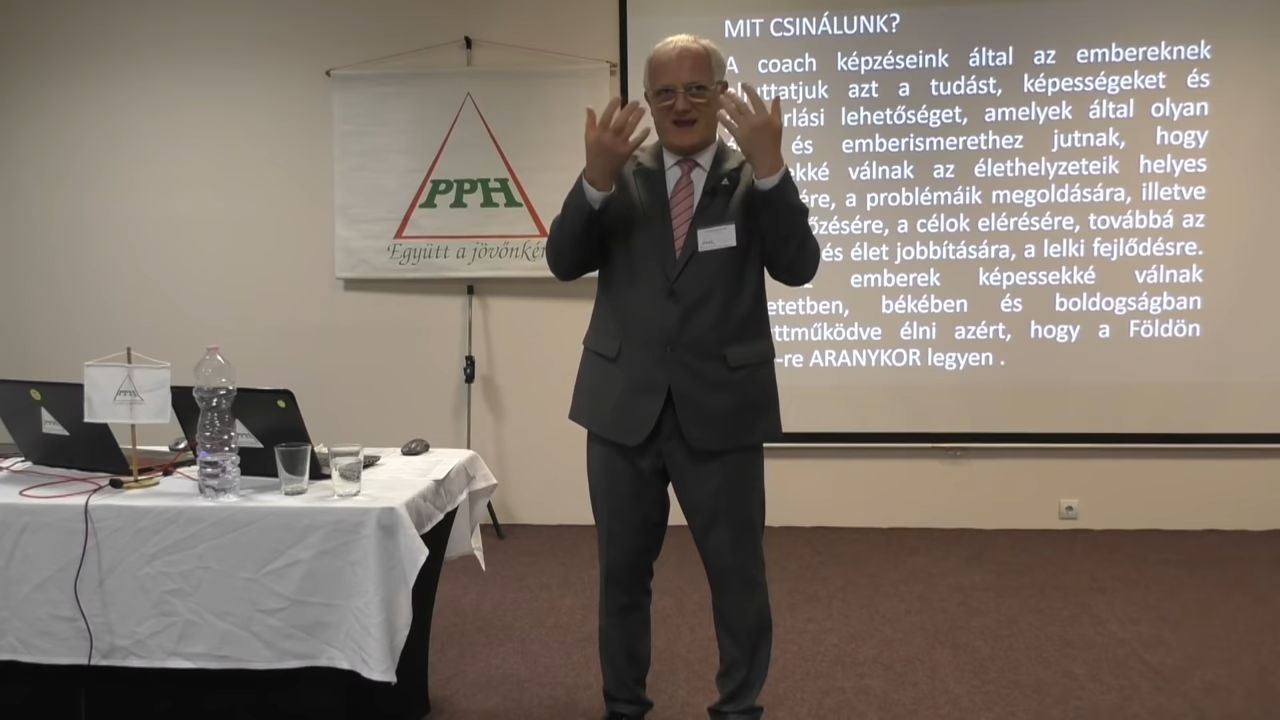 PPH
Együtt a jövőnkér
PPH
MIT CSINÁLUNK?
A coach képzéseink által az embereknek
azt a tudást, képességeket és
lehetőséget, amelyek által olyan
és emberismerethez jutnak, hogy
válnak az élethelyzeteik helyes
a problémáik megoldására, illetve
a célok elérésére, továbbá az
és élet jobbítására, a lelki fejlődésre.
emberek képessekké válnak
békében és boldogságban
élni azért, hogy a Földön
-re ARANYKOR legyen .